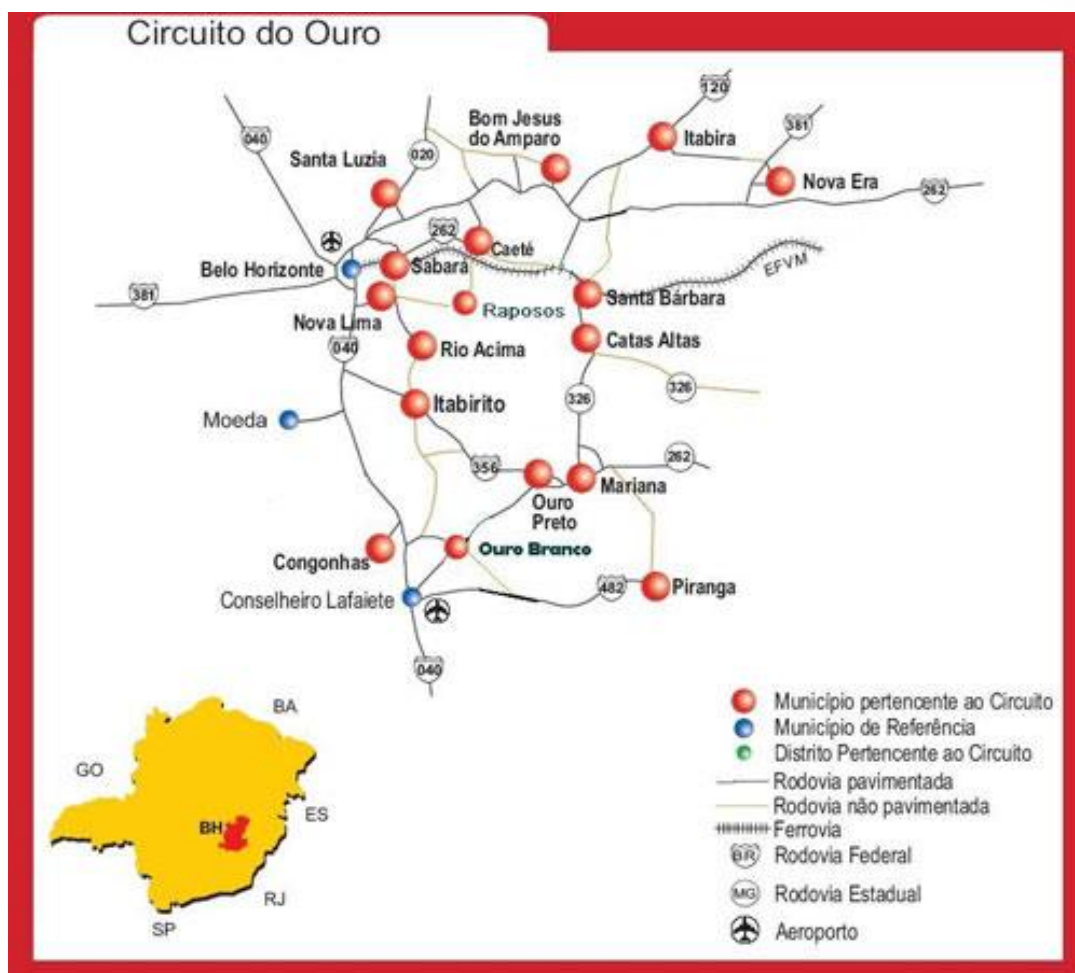 Circuito do Ouro
120
Bom Jesus
do Amparo
040
381
Itabira
Santa Luzia
020
Nova Era
262
262
Caeté
Belo Horizonte
Sabará
EFVM
381
Santa Bárbara
Raposos
Nova Lima
040
Rio Acima
Catas Altas
326
Itabirito
326
Moeda
262
356
Mariana
Ouro
Preto
Ouro Branco
Congonhas
482
Piranga
Conselheiro Lafaiete
040
BA
GO
ES
BH
RJ
SP
Município pertencente ao Circuito
Município de Referência
Distrito Pertencente ao Circuito
Rodovia pavimentada
Rodovia não pavimentada
Ferrovia
BR Rodovia Federal
MG Rodovia Estadual
Aeroporto